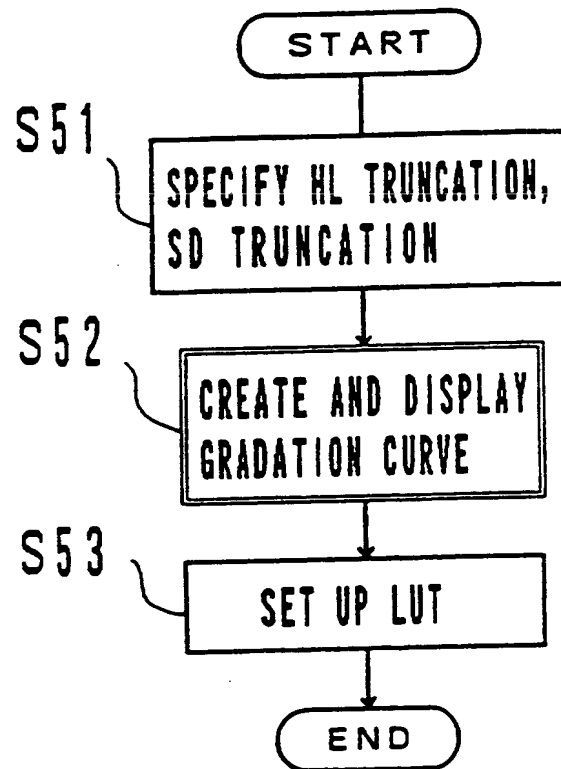 START
S51
SPECIFY HL TRUNCATION,
SD TRUNCATION
S52
CREATE AND DISPLAY
GRADATION CURVE
S53
SET UP LUT
END